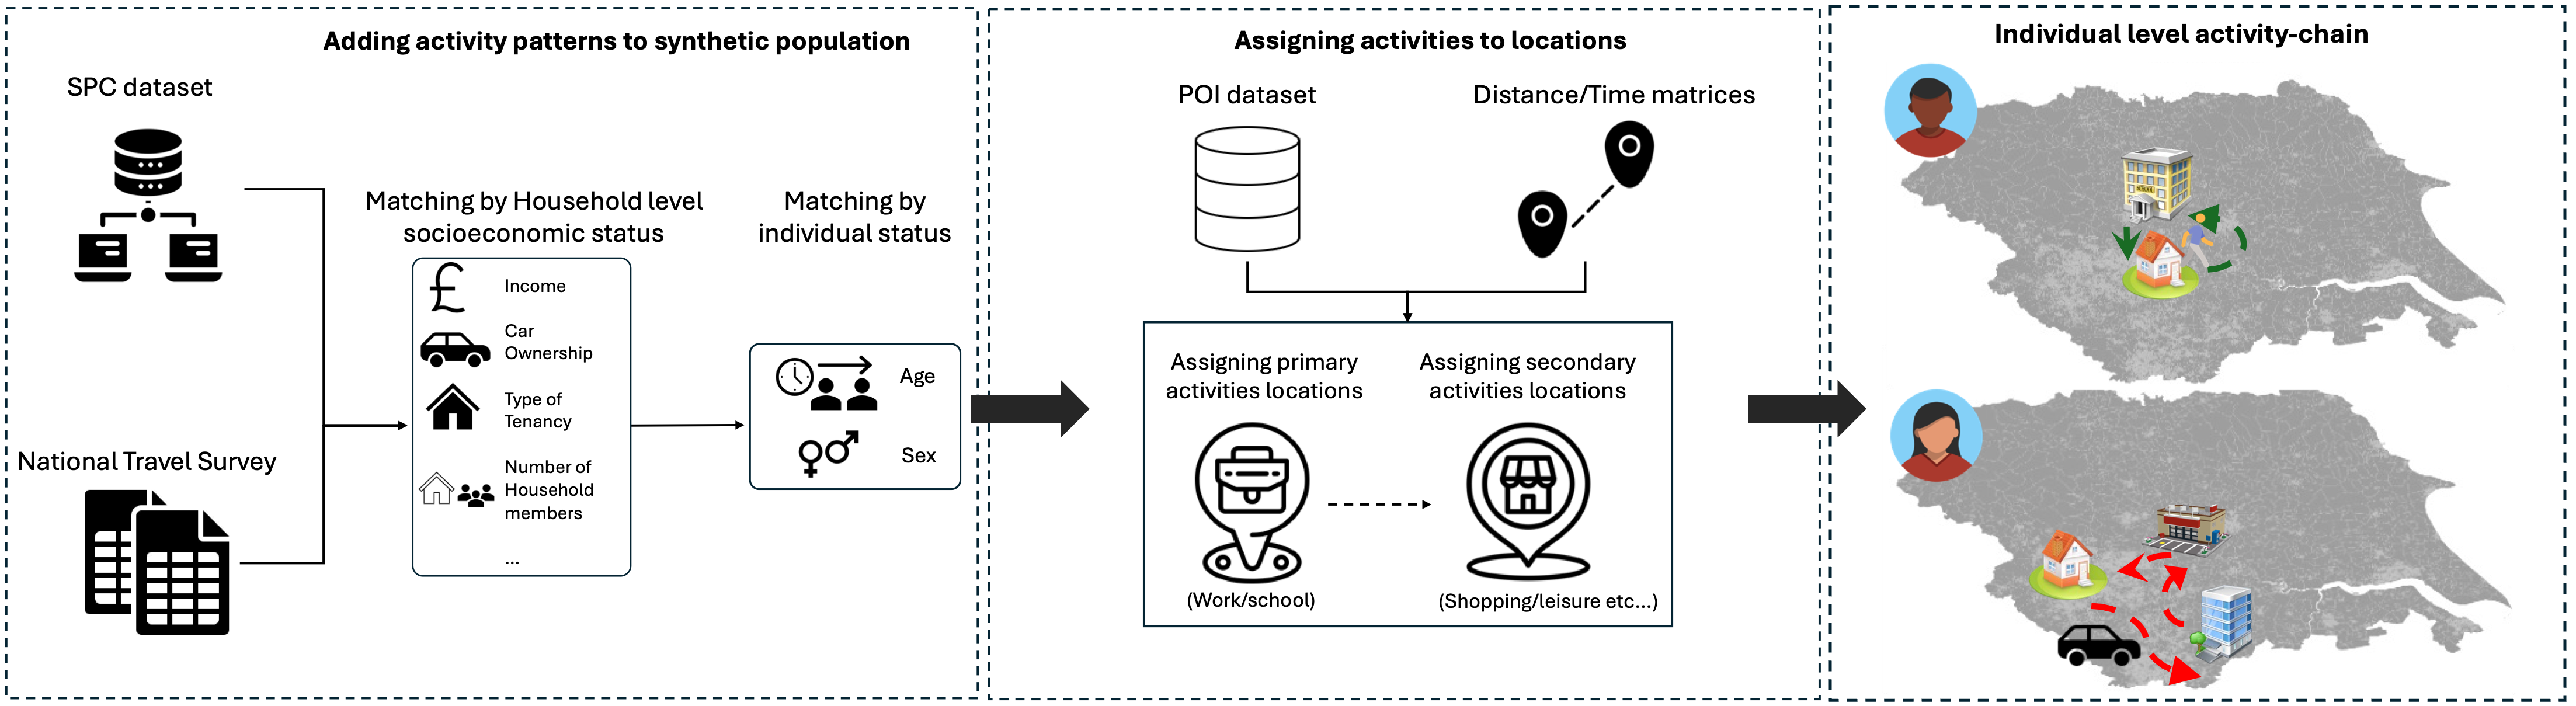 Adding activity patterns to synthetic population
SPC dataset
National Travel Survey
Matching by Household level
socioeconomic status
Income
Car
Ownership
Type of
Tenancy
Number of
Household
members
...
Matching by
individual status
Age
Sex
Assigning activities to locations
POI dataset
Distance/Time matrices
Assigning primary
activities locations
(Work/school)
Assigning secondary
activities locations
(Shopping/leisure etc...)
Individual level activity-chain
SCHOOL